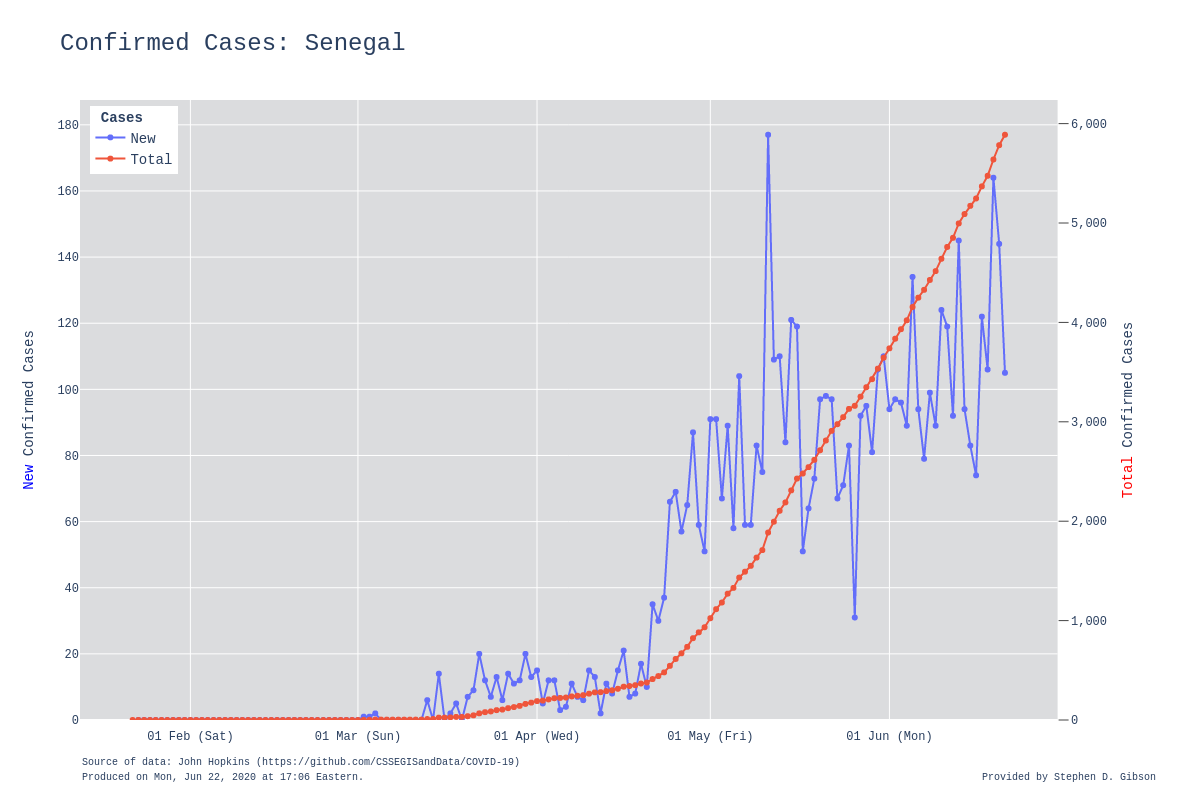 Confirmed Cases: Senegal
Cases
New
Total
180
160
140
120
100
80
60
40
20
0
6,000
5,000
4,000
3,000
2,000
1,000
0
New Confirmed Cases
Total Confirmed Cases
01 Feb (Sat)
01 Mar (Sun)
01 Apr (Wed)
01 May (Fri)
01 Jun (Mon)
Source of data: John Hopkins (https://github.com/CSSEGISandData/COVID-19)
Produced on Mon, Jun 22, 2020 at 17:06 Eastern.
Provided by Stephen D. Gibson